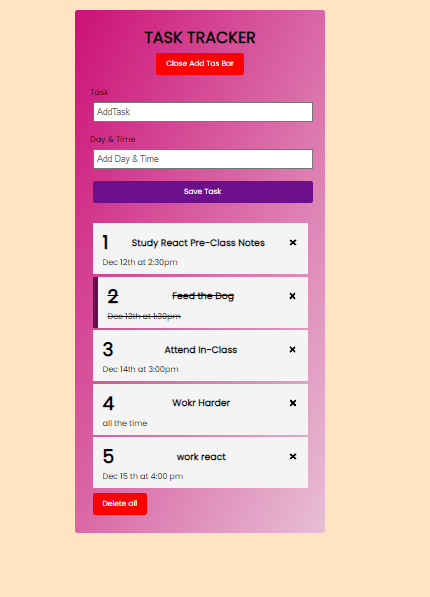 TASK TRACKER
Close Add Tas Bar
Task
AddTask
Day & Time
Add Day & Time
Save Task
1 Study React Pre-Class Notes ×
Dec 12th at 2:30pm
2 Feed the Dog ×
Dec 13th at 1:30pm
3 Attend In-Class ×
Dec 14th at 3:00pm
4 Wokr Harder ×
all the time
5 work react ×
Dec 15 th at 4:00 pm
Delete all